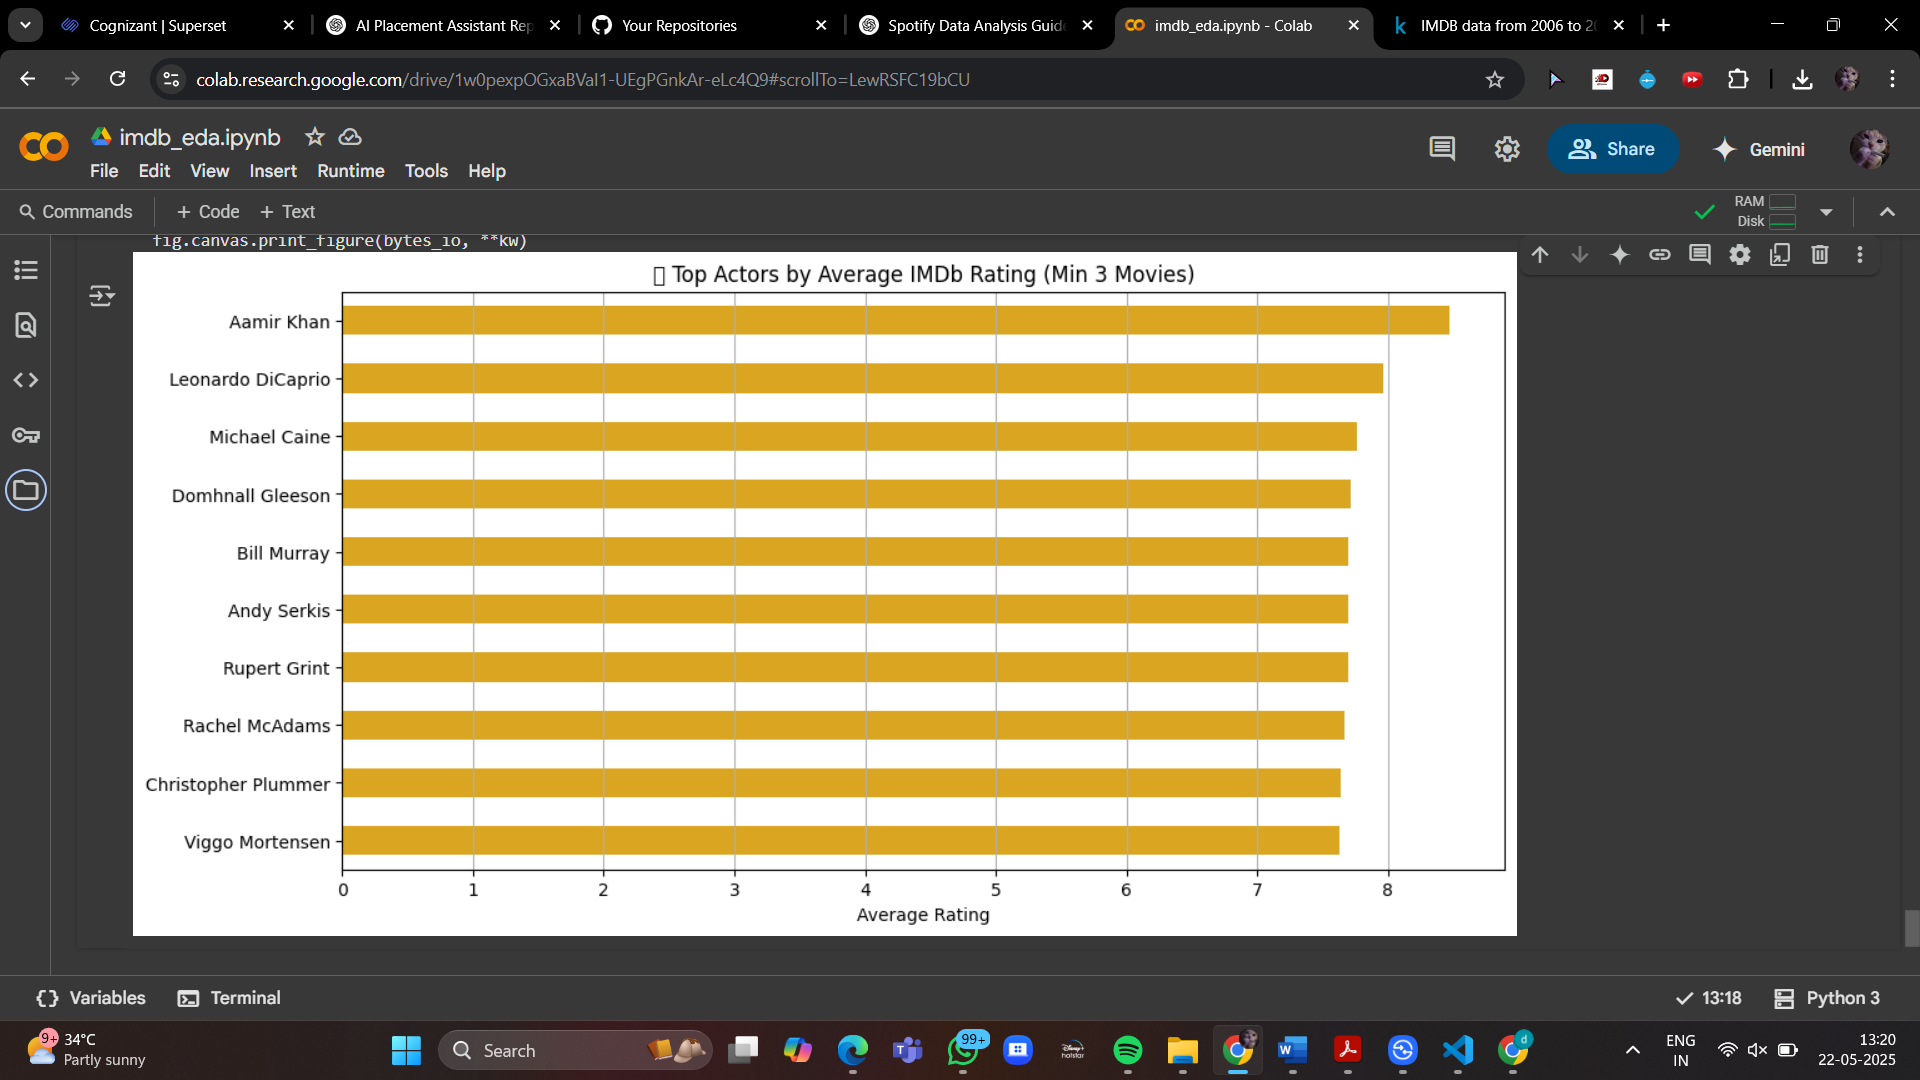 Cognizant | Superset
AI Placement Assistant Rep
Your Repositories
Spotify Data Analysis Guide
imdb_eda.ipynb - Colab
IMDB data from 2006 to 2
colab.research.google.com/drive/1w0pexpOGxaBVaI1-UEgPGnkAr-eLc4Q9#scrollTo=LewRSFC19bCU
imdb_eda.ipynb
File Edit View Insert Runtime Tools Help
Share
Gemini
Commands + Code + Text
RAM
Disk
fig.canvas.print_figure(bytes_io, **kw)
Top Actors by Average IMDb Rating (Min 3 Movies)
Aamir Khan
Leonardo DiCaprio
Michael Caine
Domhnall Gleeson
Bill Murray
Andy Serkis
Rupert Grint
Rachel McAdams
Christopher Plummer
Viggo Mortensen
0 1 2 3 4 5 6 7 8
Average Rating
Variables Terminal
13:18 Python 3
9+
34°C
Partly sunny
Search
99+
Disney+
hotstar
d
ENG
IN
13:20
22-05-2025